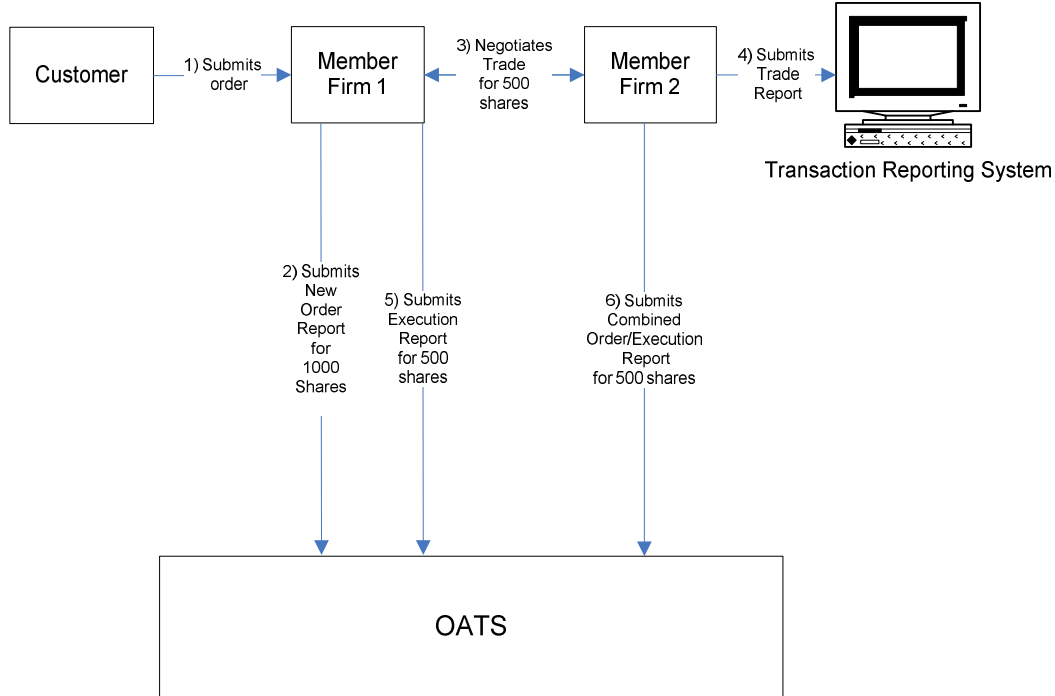 Customer
1) Submits
order
Member
Firm 1
3) Negotiates
Trade
for 500
shares
Member
Firm 2
4) Submits
Trade
Report
Transaction Reporting System
2) Submits
New
Order
Report
for
1000
Shares
5) Submits
Execution
Report
for 500
shares
6) Submits
Combined
Order/Execution
Report
for 500 shares
OATS